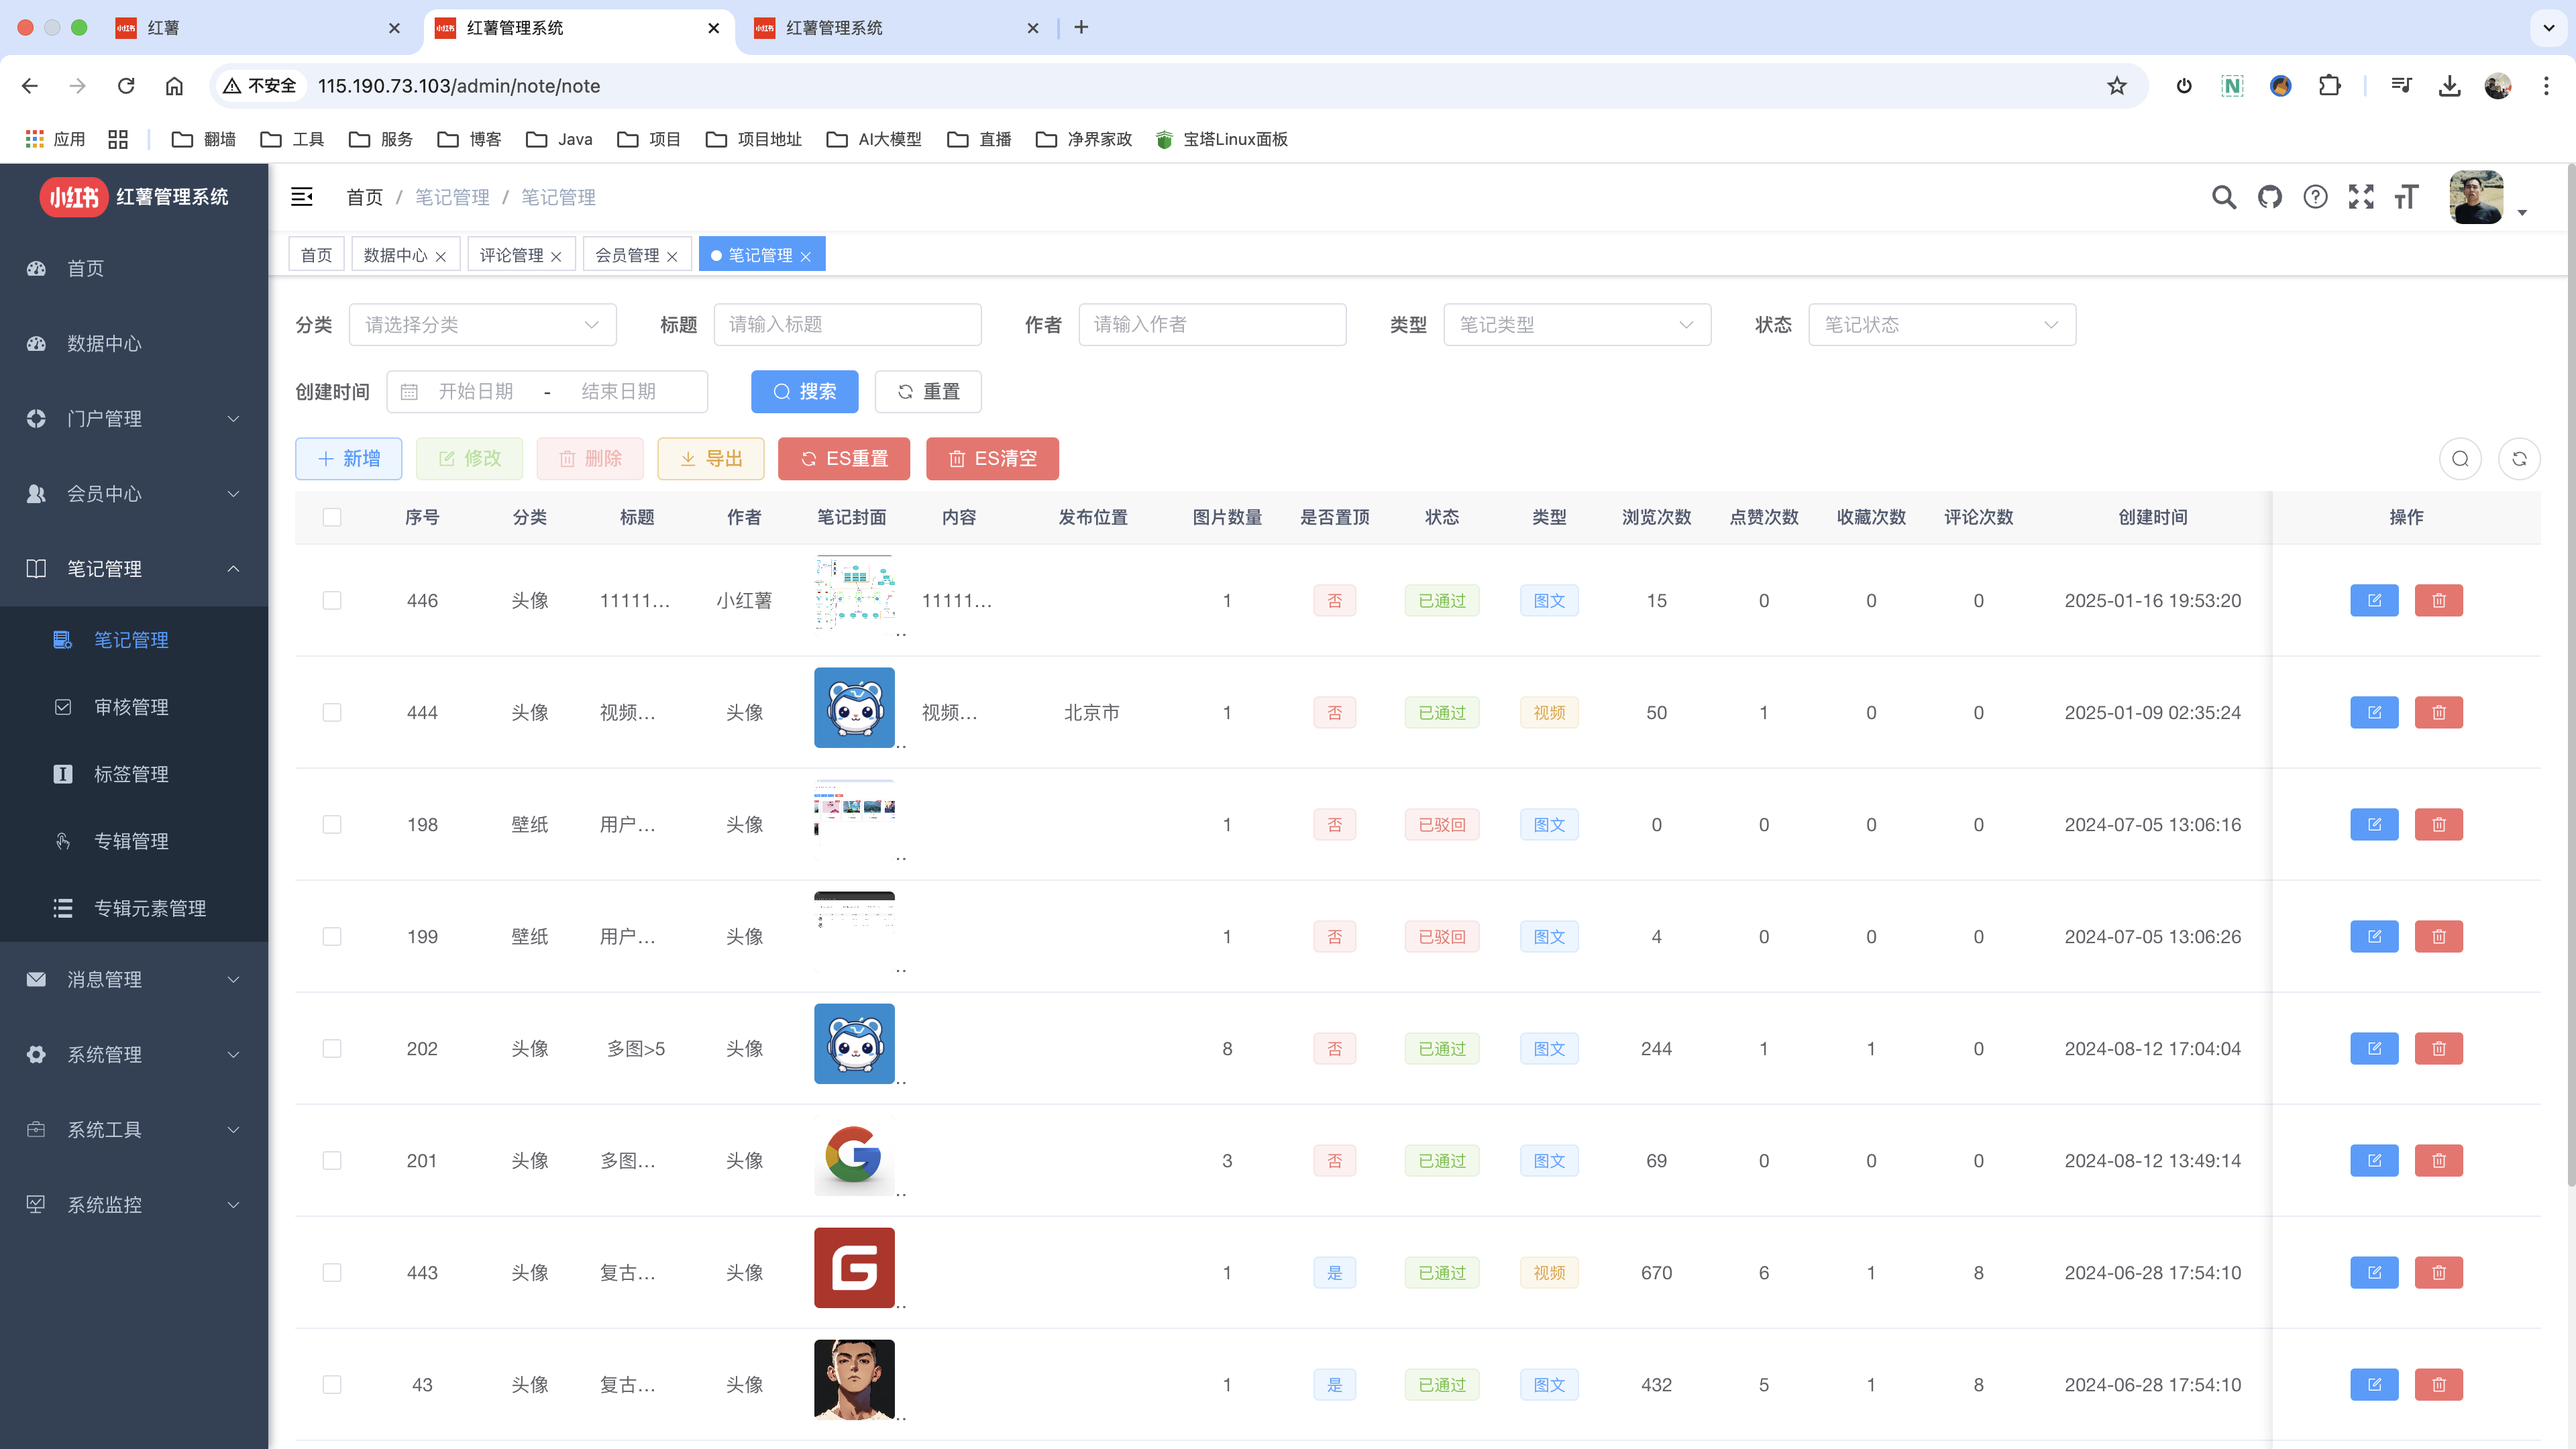 红薯 红薯管理系统 红薯管理系统
不安全 115.190.73.103/admin/note/note
应用 翻墙 工具 服务 博客 Java 项目 项目地址 AI大模型 直播 净界家政 宝塔Linux面板
小红书 红薯管理系统
首页
数据中心
门户管理
会员中心
笔记管理
笔记管理
审核管理
标签管理
专辑管理
专辑元素管理
消息管理
系统管理
系统工具
系统监控
首页 / 笔记管理 / 笔记管理
首页 数据中心 评论管理 会员管理 笔记管理
分类 请选择分类 标题 请输入标题 作者 请输入作者 类型 笔记类型 状态 笔记状态
创建时间 开始日期 - 结束日期 搜索 重置
新增 修改 删除 导出 ES重置 ES清空
序号 分类 标题 作者 笔记封面 内容 发布位置 图片数量 是否置顶 状态 类型 浏览次数 点赞次数 收藏次数 评论次数 创建时间 操作
446 头像 11111... 小红薯 11111... 1 否 已通过 图文 15 0 0 0 2025-01-16 19:53:20
444 头像 视频... 头像 视频... 北京市 1 否 已通过 视频 50 1 0 0 2025-01-09 02:35:24
198 壁纸 用户... 头像 1 否 已驳回 图文 0 0 0 0 2024-07-05 13:06:16
199 壁纸 用户... 头像 1 否 已驳回 图文 4 0 0 0 2024-07-05 13:06:26
202 头像 多图>5 头像 8 否 已通过 图文 244 1 1 0 2024-08-12 17:04:04
201 头像 多图... 头像 3 否 已通过 图文 69 0 0 0 2024-08-12 13:49:14
443 头像 复古... 头像 1 是 已通过 视频 670 6 1 8 2024-06-28 17:54:10
43 头像 复古... 头像 1 是 已通过 图文 432 5 1 8 2024-06-28 17:54:10